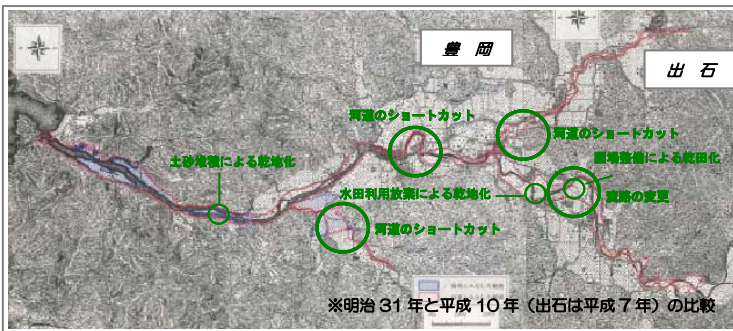 豊 岡
出 石
河道のショートカット
河道のショートカット
土砂堆積による乾地化
圃場整備による乾田化
水田利用放棄による乾地化
流路の変更
河道のショートカット
※明治31年と平成10年（出石は平成7年）の比較